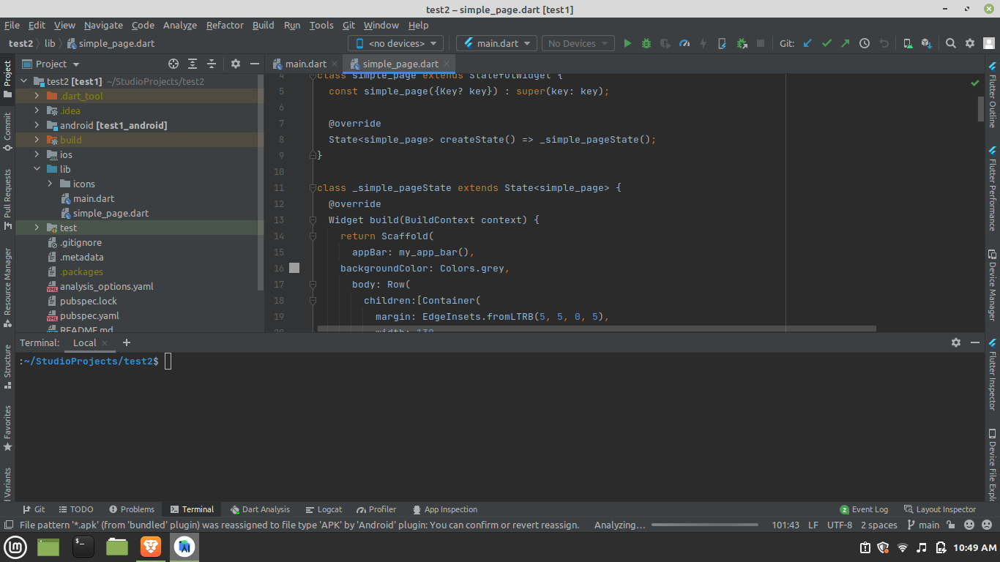 test2 – simple_page.dart [test1]
File Edit View Navigate Code Analyze Refactor Build Run Tools Git Window Help
test2 lib simple_page.dart <no devices> main.dart No Devices Git:
Project
main.dart simple_page.dart
test2 [test1] ~/StudioProjects/test2
.dart_tool
.idea
android [test1_android]
build
ios
lib
icons
main.dart
simple_page.dart
test
.gitignore
.metadata
.packages
analysis_options.yaml
pubspec.lock
pubspec.yaml
README.md
4 class simple_page extends StatefulWidget {
5 const simple_page({Key? key}) : super(key: key);
6
7 @override
8 State<simple_page> createState() => _simple_pageState();
9 }
10
11 class _simple_pageState extends State<simple_page> {
12 @override
13 Widget build(BuildContext context) {
14 return Scaffold(
15 appBar: my_app_bar(),
16 backgroundColor: Colors.grey,
17 body: Row(
18 children:[Container(
19 margin: EdgeInsets.fromLTRB(5, 5, 0, 5),
20 width: 130
Project
Commit
Pull Requests
Resource Manager
Structure
Favorites
Variants
Flutter Outline
Flutter Performance
Device Manager
Flutter Inspector
Device File Explo
Terminal: Local
:~/StudioProjects/test2$
Git TODO Problems Terminal Dart Analysis Logcat Profiler App Inspection 2 Event Log Layout Inspector
File pattern '*.apk' (from 'bundled' plugin) was reassigned to file type 'APK' by 'Android' plugin: You can confirm or revert reassign. Analyzing... 101:43 LF UTF-8 2 spaces main
10:49 AM